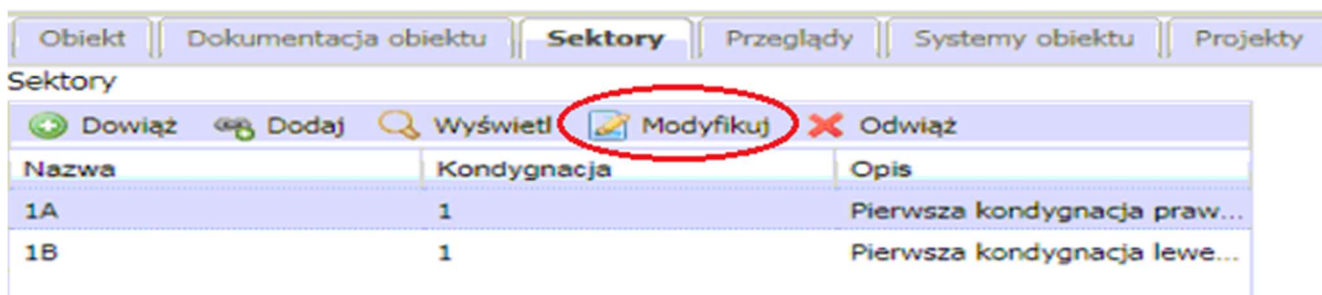 Obiekt Dokumentacja obiektu Sektory Przeglądy Systemy obiektu Projekty
Sektory
Dowiąż Dodaj Wyświetl Modyfikuj Odwiąż
Nazwa Kondygnacja Opis
1A 1 Pierwsza kondygnacja praw...
1B 1 Pierwsza kondygnacja lewe...